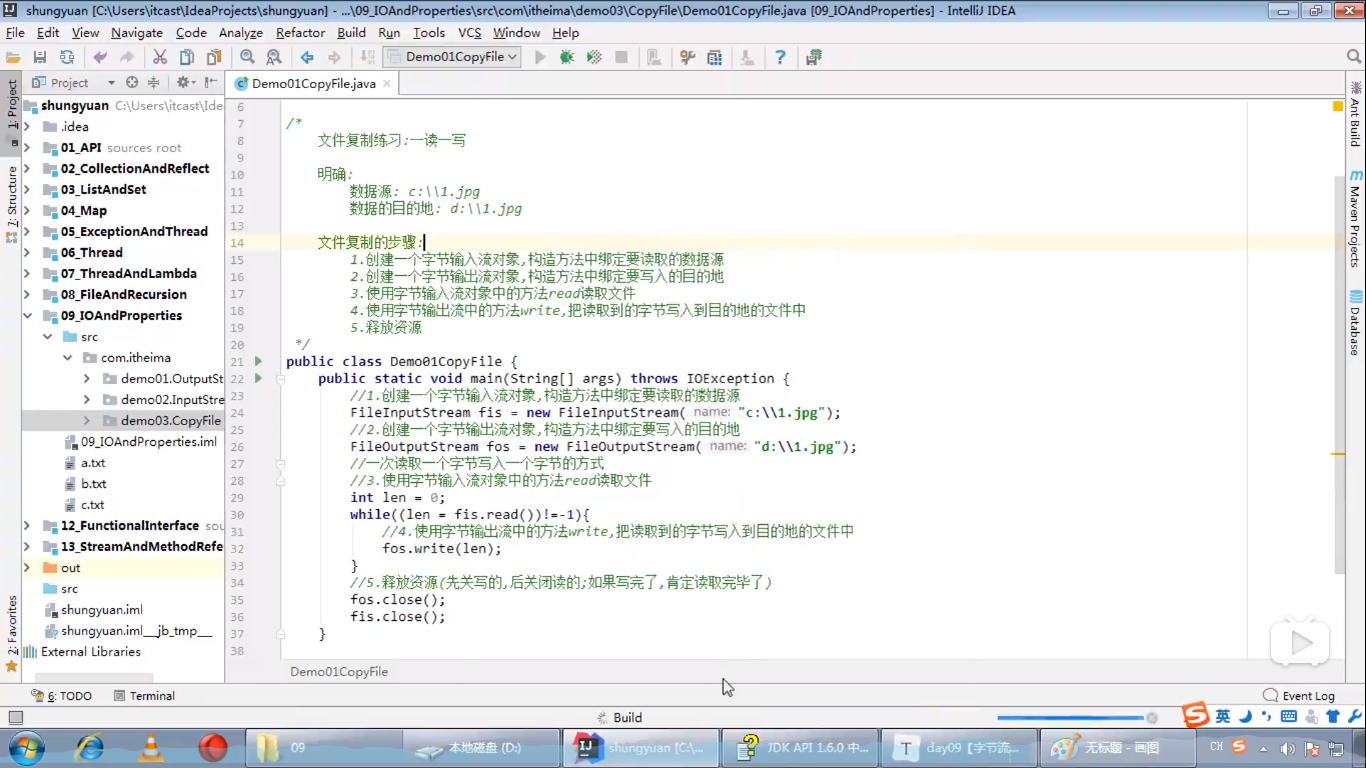 shungyuan [C:\Users\itcast\IdeaProjects\shungyuan] - ...\09_IOAndProperties\src\com\itheima\demo03\CopyFile\Demo01CopyFile.java [09_IOAndProperties] - IntelliJ IDEA
File Edit View Navigate Code Analyze Refactor Build Run Tools VCS Window Help
Demo01CopyFile
Project
Demo01CopyFile.java
1: Project
7: Structure
2: Favorites
shungyuan C:\Users\itcast\Ide
.idea
01_API sources root
02_CollectionAndReflect
03_ListAndSet
04_Map
05_ExceptionAndThread
06_Thread
07_ThreadAndLambda
08_FileAndRecursion
09_IOAndProperties
src
com.itheima
demo01.OutputSt
demo02.InputStre
demo03.CopyFile
09_IOAndProperties.iml
a.txt
b.txt
c.txt
12_FunctionalInterface sou
13_StreamAndMethodRefe
out
src
shungyuan.iml
shungyuan.iml__jb_tmp__
External Libraries
6
7 /*
8 文件复制练习:一读一写
9
10 明确:
11 数据源: c:\\1.jpg
12 数据的目的地: d:\\1.jpg
13
14 文件复制的步骤:
15 1.创建一个字节输入流对象,构造方法中绑定要读取的数据源
16 2.创建一个字节输出流对象,构造方法中绑定要写入的目的地
17 3.使用字节输入流对象中的方法read读取文件
18 4.使用字节输出流中的方法write,把读取到的字节写入到目的地的文件中
19 5.释放资源
20 */
21 public class Demo01CopyFile {
22 public static void main(String[] args) throws IOException {
23 //1.创建一个字节输入流对象,构造方法中绑定要读取的数据源
24 FileInputStream fis = new FileInputStream( name: "c:\\1.jpg");
25 //2.创建一个字节输出流对象,构造方法中绑定要写入的目的地
26 FileOutputStream fos = new FileOutputStream( name: "d:\\1.jpg");
27 //一次读取一个字节写入一个字节的方式
28 //3.使用字节输入流对象中的方法read读取文件
29 int len = 0;
30 while((len = fis.read())!=-1){
31 //4.使用字节输出流中的方法write,把读取到的字节写入到目的地的文件中
32 fos.write(len);
33 }
34 //5.释放资源(先关写的,后关闭读的;如果写完了,肯定读取完毕了)
35 fos.close();
36 fis.close();
37 }
38
Demo01CopyFile
Ant Build
Maven Projects
Database
6: TODO Terminal Event Log
Build
英
09 本地磁盘 (D:) shungyuan [C:\... JDK API 1.6.0 中... day09【字节流... 无标题 - 画图 CH